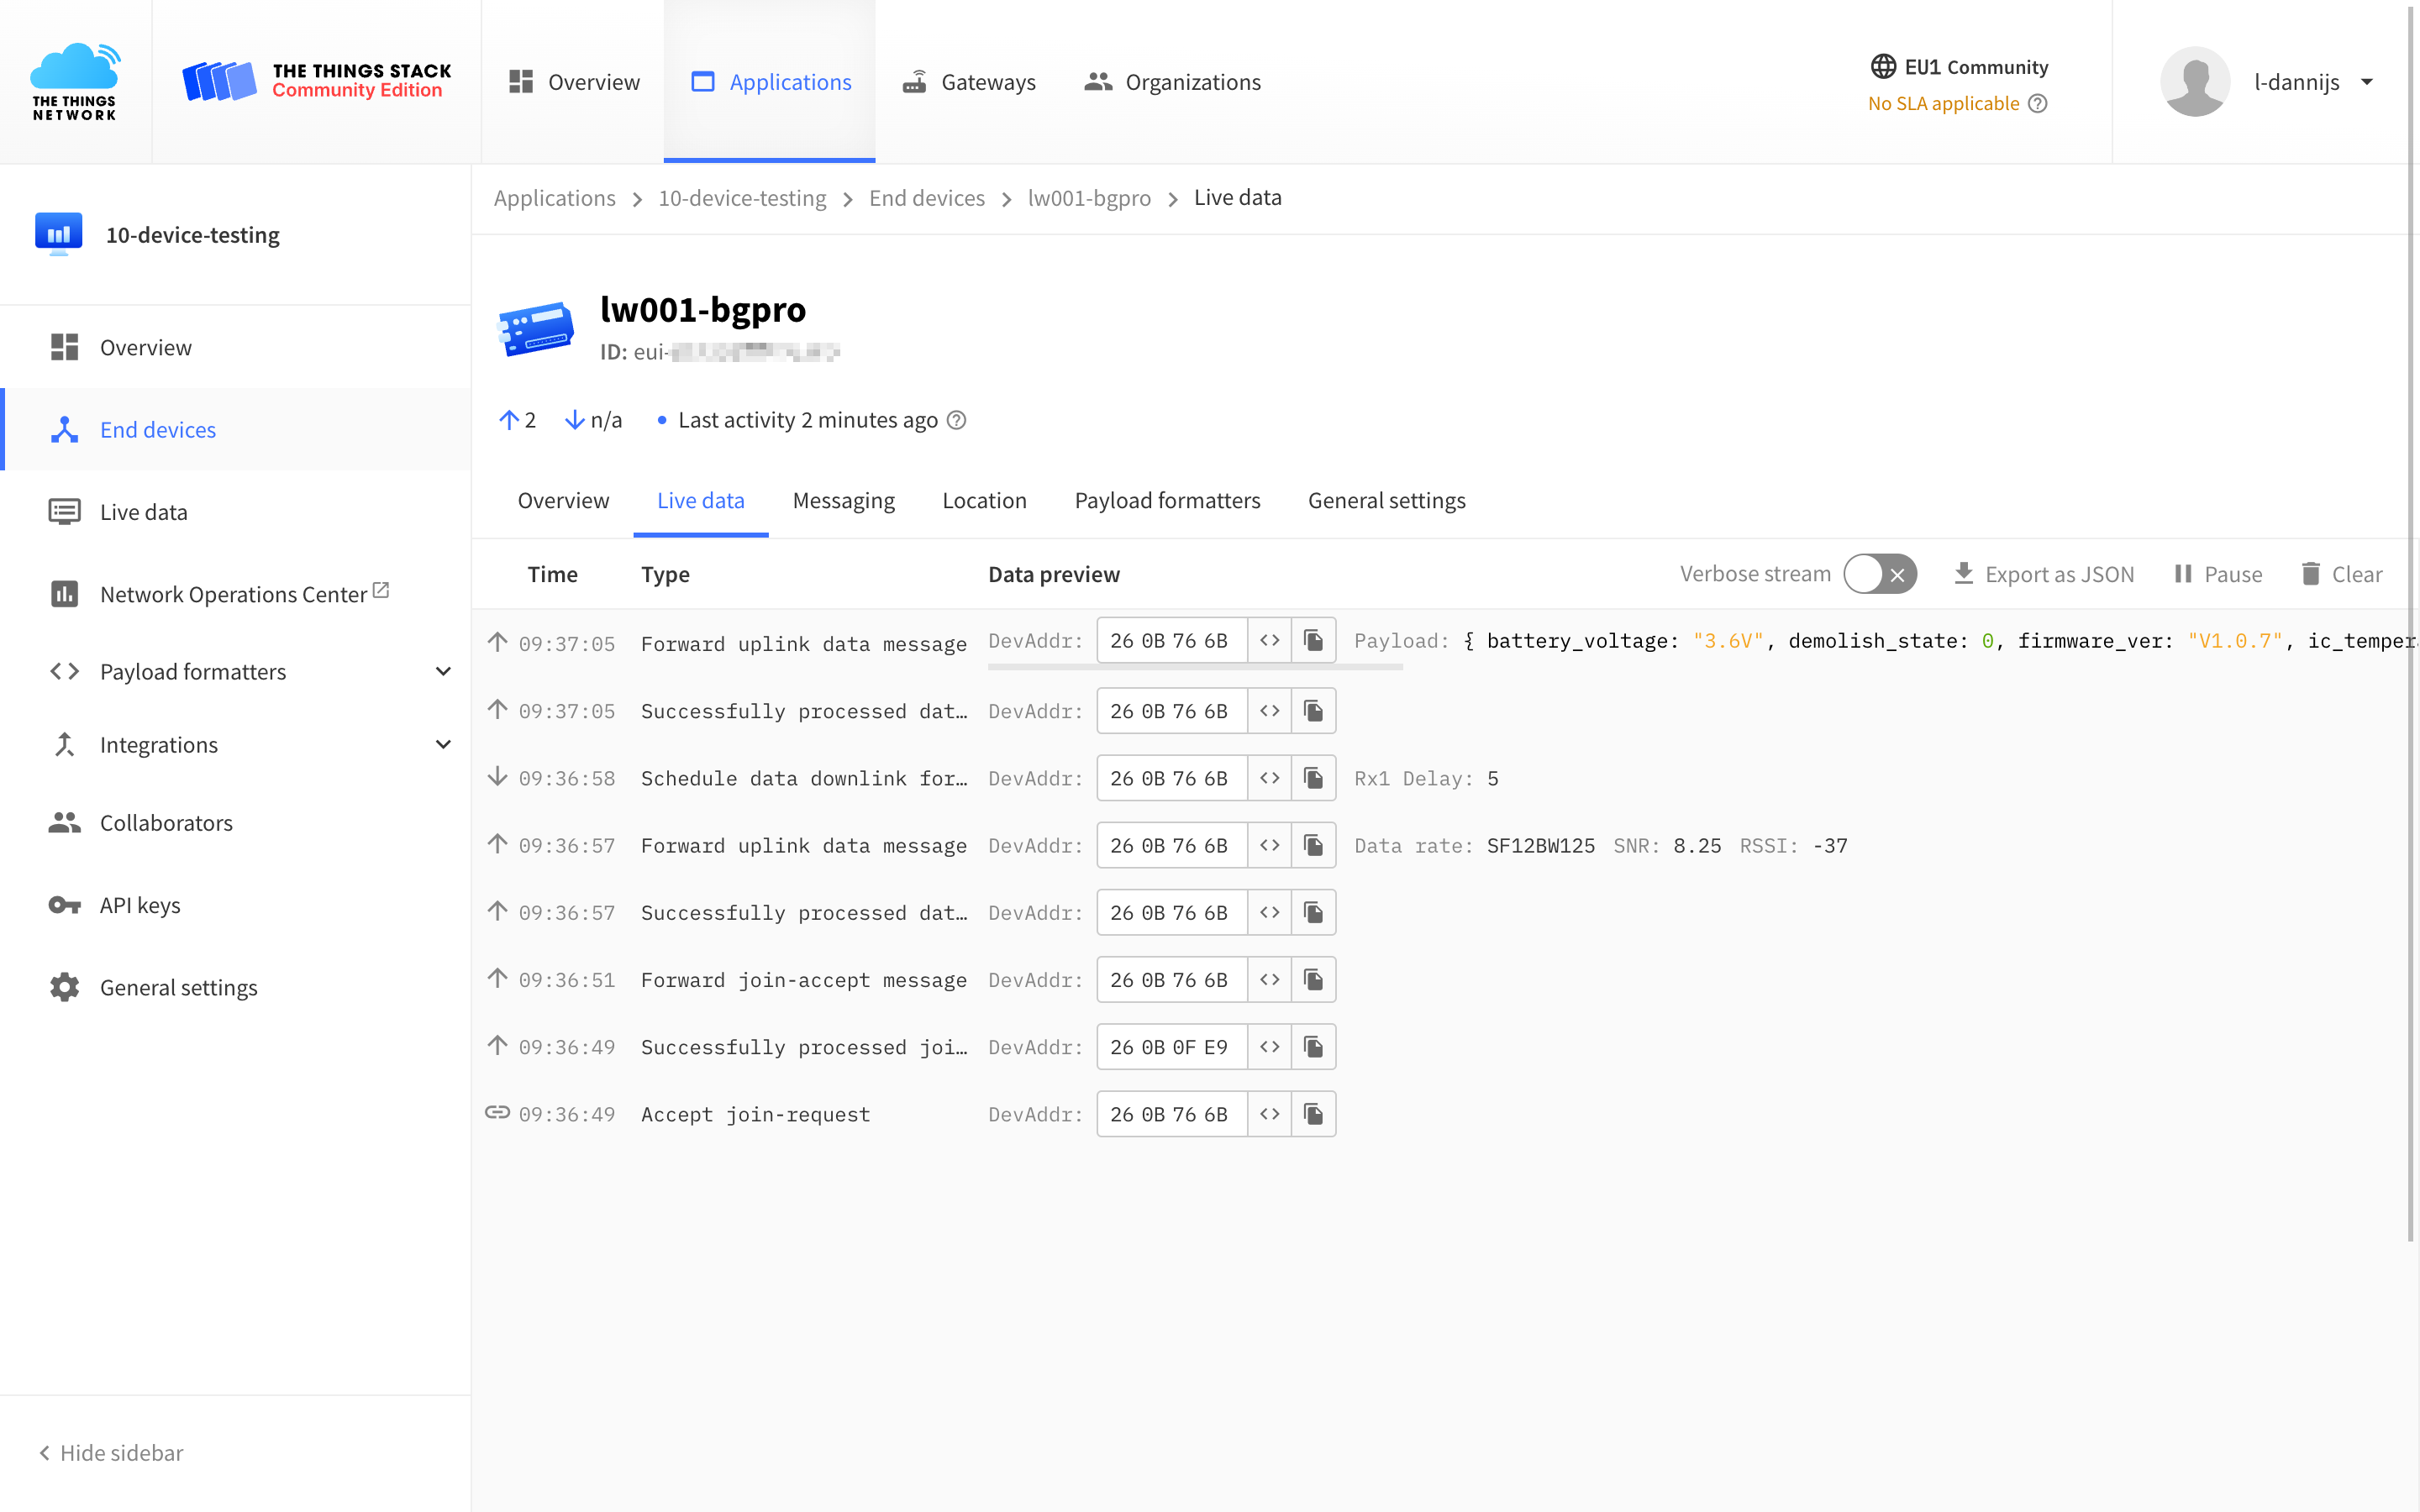 THE THINGS
NETWORK
THE THINGS STACK
Community Edition
Overview
Applications
Gateways
Organizations
EU1 Community
No SLA applicable
l-dannijs
10-device-testing
Overview
End devices
Live data
Network Operations Center
Payload formatters
Integrations
Collaborators
API keys
General settings
Hide sidebar
Applications > 10-device-testing > End devices > lw001-bgpro > Live data
lw001-bgpro
ID: eui-
2 n/a • Last activity 2 minutes ago
Overview Live data Messaging Location Payload formatters General settings
Time Type Data preview Verbose stream Export as JSON Pause Clear
09:37:05 Forward uplink data message DevAddr: 26 0B 76 6B <> Payload: { battery_voltage: "3.6V", demolish_state: 0, firmware_ver: "V1.0.7", ic_temper
09:37:05 Successfully processed dat… DevAddr: 26 0B 76 6B <>
09:36:58 Schedule data downlink for… DevAddr: 26 0B 76 6B <> Rx1 Delay: 5
09:36:57 Forward uplink data message DevAddr: 26 0B 76 6B <> Data rate: SF12BW125 SNR: 8.25 RSSI: -37
09:36:57 Successfully processed dat… DevAddr: 26 0B 76 6B <>
09:36:51 Forward join-accept message DevAddr: 26 0B 76 6B <>
09:36:49 Successfully processed joi… DevAddr: 26 0B 0F E9 <>
09:36:49 Accept join-request DevAddr: 26 0B 76 6B <>